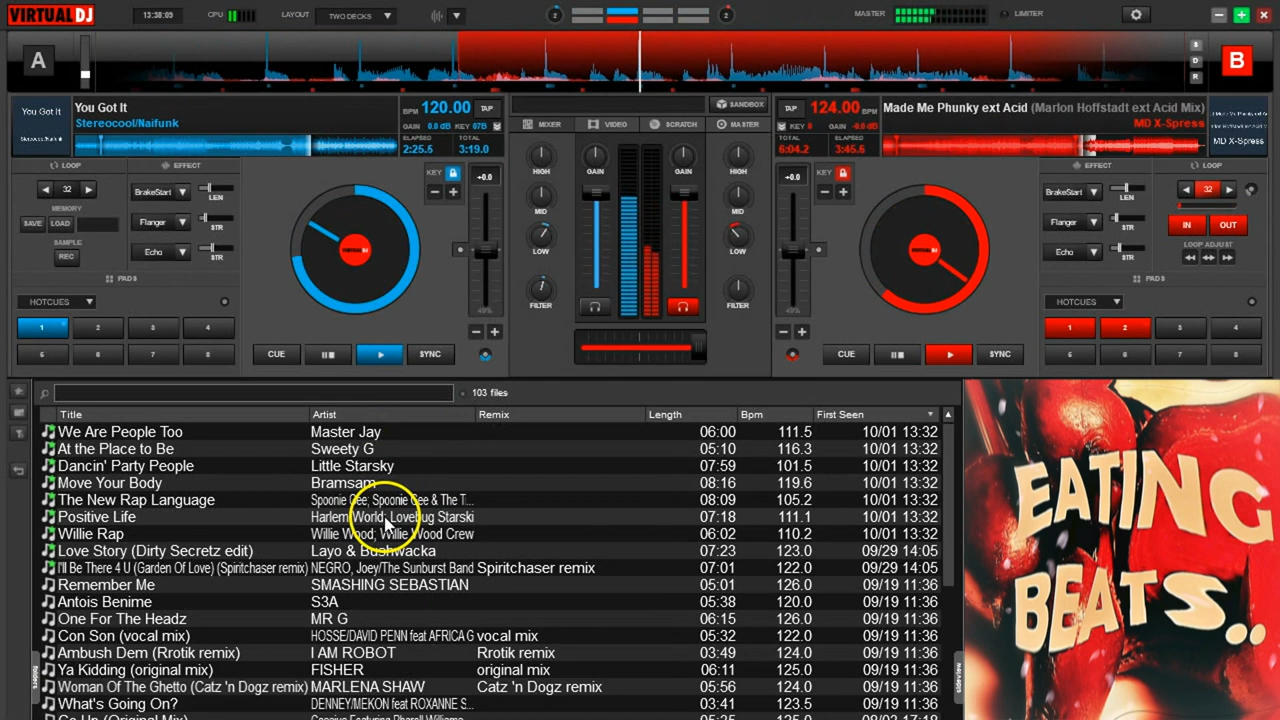 VIRTUAL DJ
13:38:09
CPU
LAYOUT
TWO DECKS
MASTER
LIMITER
A
S
D
R
B
You Got It
You Got It
Stereocool/Naifunk
BPM 120.00 TAP
GAIN 0.0 dB KEY 07B
ELAPSED TOTAL
2:25.5 3:19.0
SANDBOX
MIXER VIDEO SCRATCH MASTER
TAP 124.00 BPM
KEY GAIN -0.0 dB
TOTAL ELAPSED
6:04.2 3:45.5
Made Me Phunky ext Acid (Marlon Hoffstadt ext Acid Mix)
MD X-Spress
MD X-Spress
LOOP
32
MEMORY
SAVE LOAD
SAMPLE
REC
EFFECT
BrakeStart LEN
Flanger STR
Echo STR
KEY
+0.0
HIGH
MID
LOW
FILTER
GAIN
GAIN
HIGH
MID
LOW
FILTER
+0.0
KEY
EFFECT
BrakeStart LEN
Flanger STR
Echo STR
LOOP
32
IN OUT
LOOP ADJUST
PADS
HOTCUES
1 2 3 4
5 6 7 8
CUE SYNC
CUE SYNC
PADS
HOTCUES
1 2 3 4
5 6 7 8
103 files
Title Artist Remix Length Bpm First Seen
We Are People Too Master Jay 06:00 111.5 10/01 13:32
At the Place to Be Sweety G 05:10 116.3 10/01 13:32
Dancin' Party People Little Starsky 07:59 101.5 10/01 13:32
Move Your Body Bramsam 08:16 119.6 10/01 13:32
The New Rap Language Spoonie Gee; Spoonie Gee & The T... 08:09 105.2 10/01 13:32
Positive Life Harlem World; Lovebug Starski 07:18 111.1 10/01 13:32
Willie Rap Willie Wood; Willie Wood Crew 06:02 110.2 10/01 13:32
Love Story (Dirty Secretz edit) Layo & Bushwacka 07:23 123.0 09/29 14:05
I'll Be There 4 U (Garden Of Love) (Spiritchaser remix) NEGRO, Joey/The Sunburst Band Spiritchaser remix 07:01 122.0 09/29 14:05
Remember Me SMASHING SEBASTIAN 05:01 126.0 09/19 11:36
Antois Benime S3A 05:38 120.0 09/19 11:36
One For The Headz MR G 06:15 126.0 09/19 11:36
Con Son (vocal mix) HOSSE/DAVID PENN feat AFRICA G vocal mix 05:32 122.0 09/19 11:36
Ambush Dem (Rrotik remix) I AM ROBOT Rrotik remix 03:49 124.0 09/19 11:36
Ya Kidding (original mix) FISHER original mix 06:11 125.0 09/19 11:36
Woman Of The Ghetto (Catz 'n Dogz remix) MARLENA SHAW Catz 'n Dogz remix 05:56 124.0 09/19 11:36
What's Going On? DENNEY/MEKON feat ROXANNE S... 03:41 123.5 09/19 11:36
folders
sideview
EATING
BEATS..